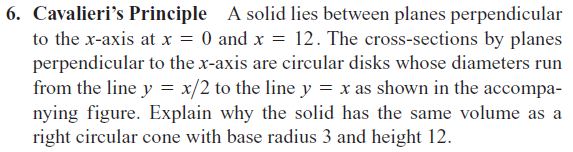 6. Cavalieri's Principle A solid lies between planes perpendicular
to the x-axis at x = 0 and x = 12. The cross-sections by planes
perpendicular to the x-axis are circular disks whose diameters run
from the line y = x/2 to the line y = x as shown in the accompa-
nying figure. Explain why the solid has the same volume as a
right circular cone with base radius 3 and height 12.